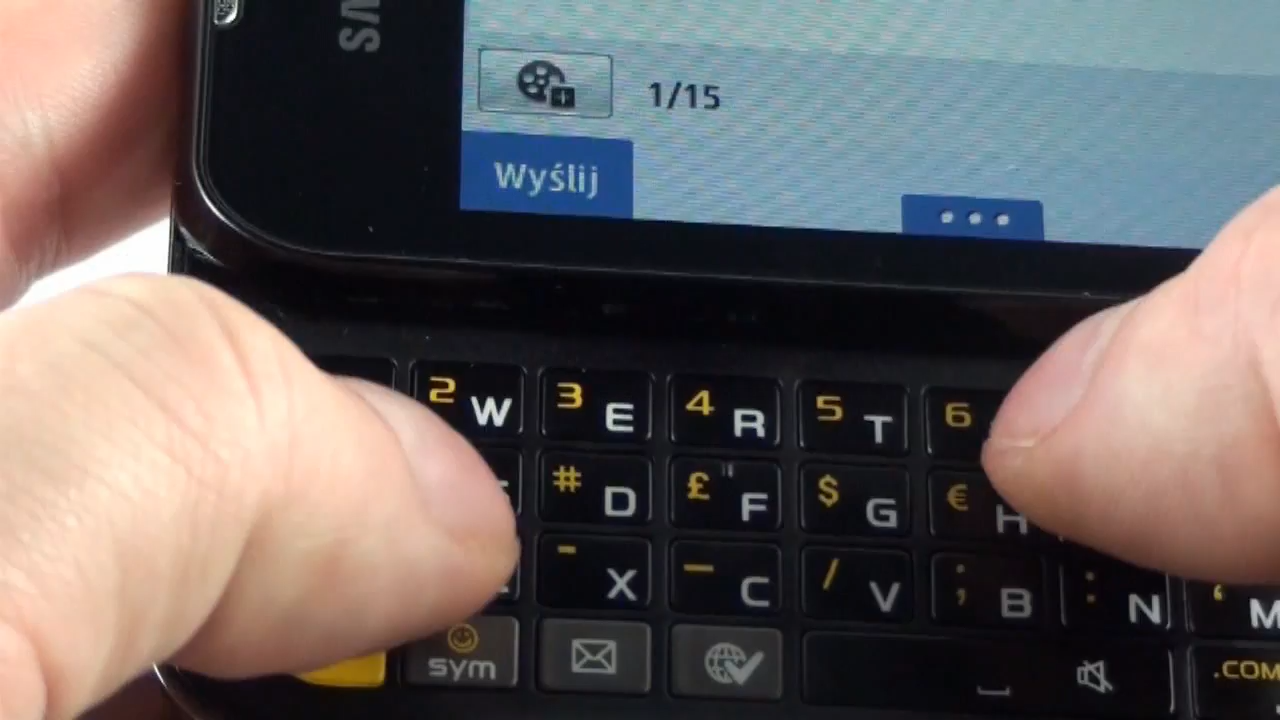 1/15
Wyślij
2 W 3 E 4 R 5 T 6
# D £ " F $ G € H
- X – C / V ; B : N ' M
sym .COM